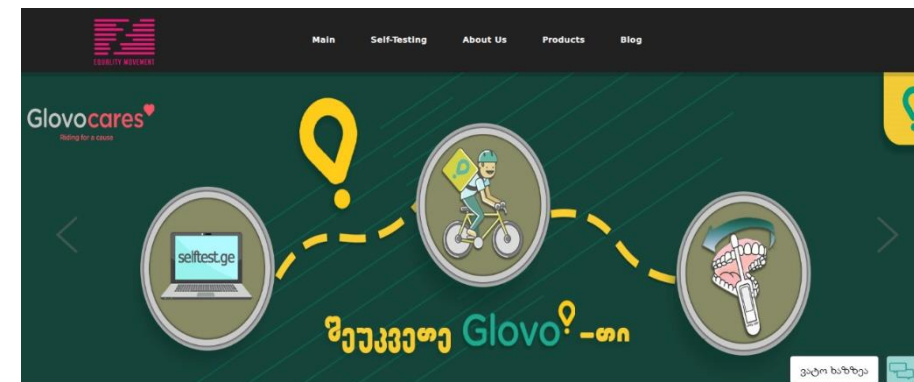 EQUALITY MOVEMENT
Main Self-Testing About Us Products Blog
Glovocares
Riding for a cause
selftest.ge
შეუკვეთე Glovo -თი
ვატო ხაზზეა